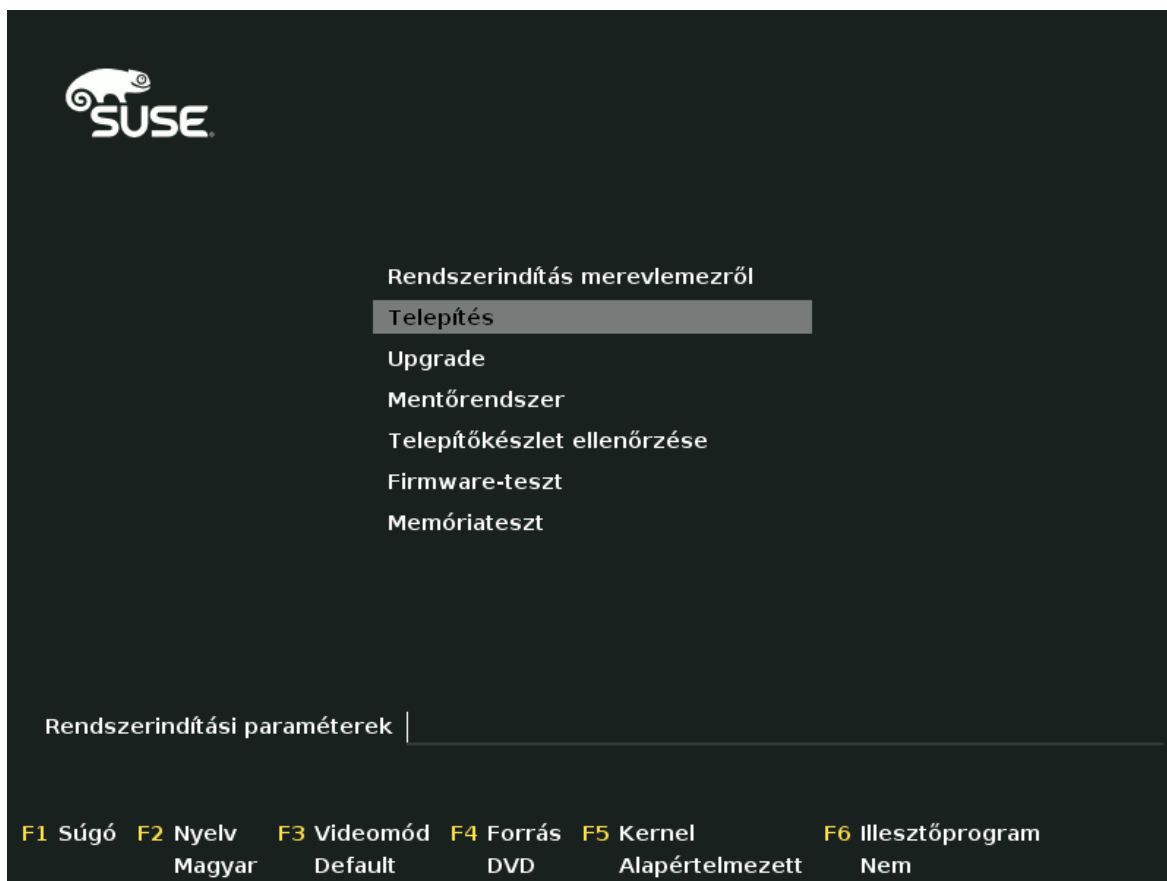 SUSE.
Rendszerindítás merevlemezről
Telepítés
Upgrade
Mentőrendszer
Telepítőkészlet ellenőrzése
Firmware-teszt
Memóriateszt
Rendszerindítási paraméterek
F1 Súgó F2 Nyelv F3 Videomód F4 Forrás F5 Kernel F6 Illesztőprogram
Magyar Default DVD Alapértelmezett Nem